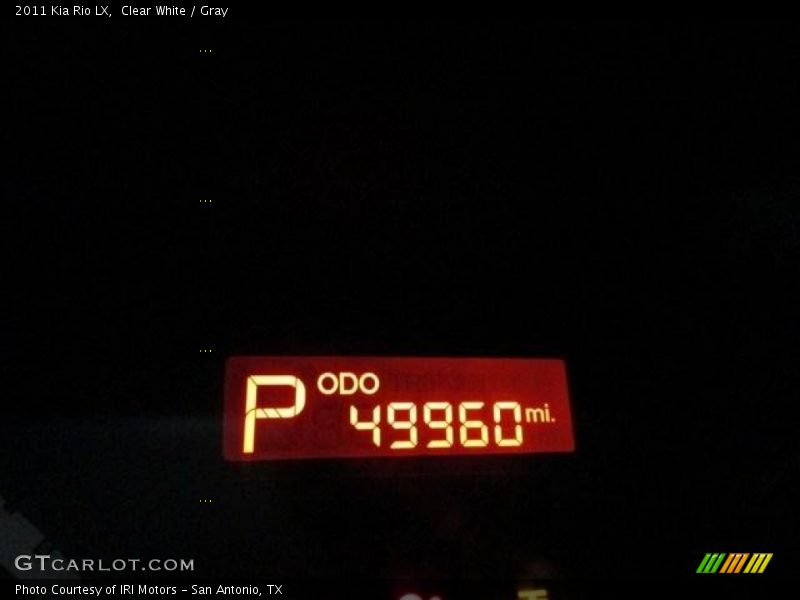 2011 Kia Rio LX,  Clear White / Gray
...
...
...
P ODO
49960 mi.
...
GTCARLOT.COM
Photo Courtesy of IRI Motors - San Antonio, TX